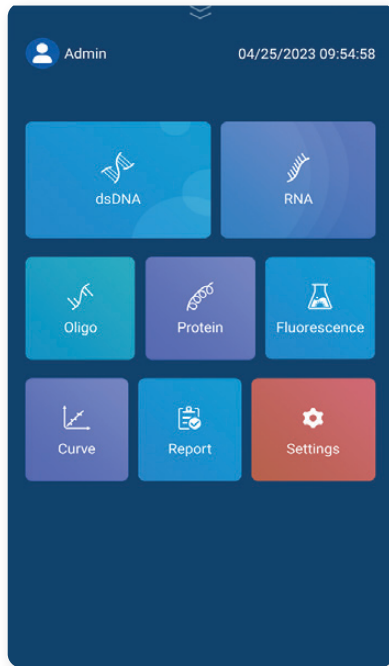 Admin
04/25/2023 09:54:58
dsDNA
RNA
Oligo
Protein
Fluorescence
Curve
Report
Settings